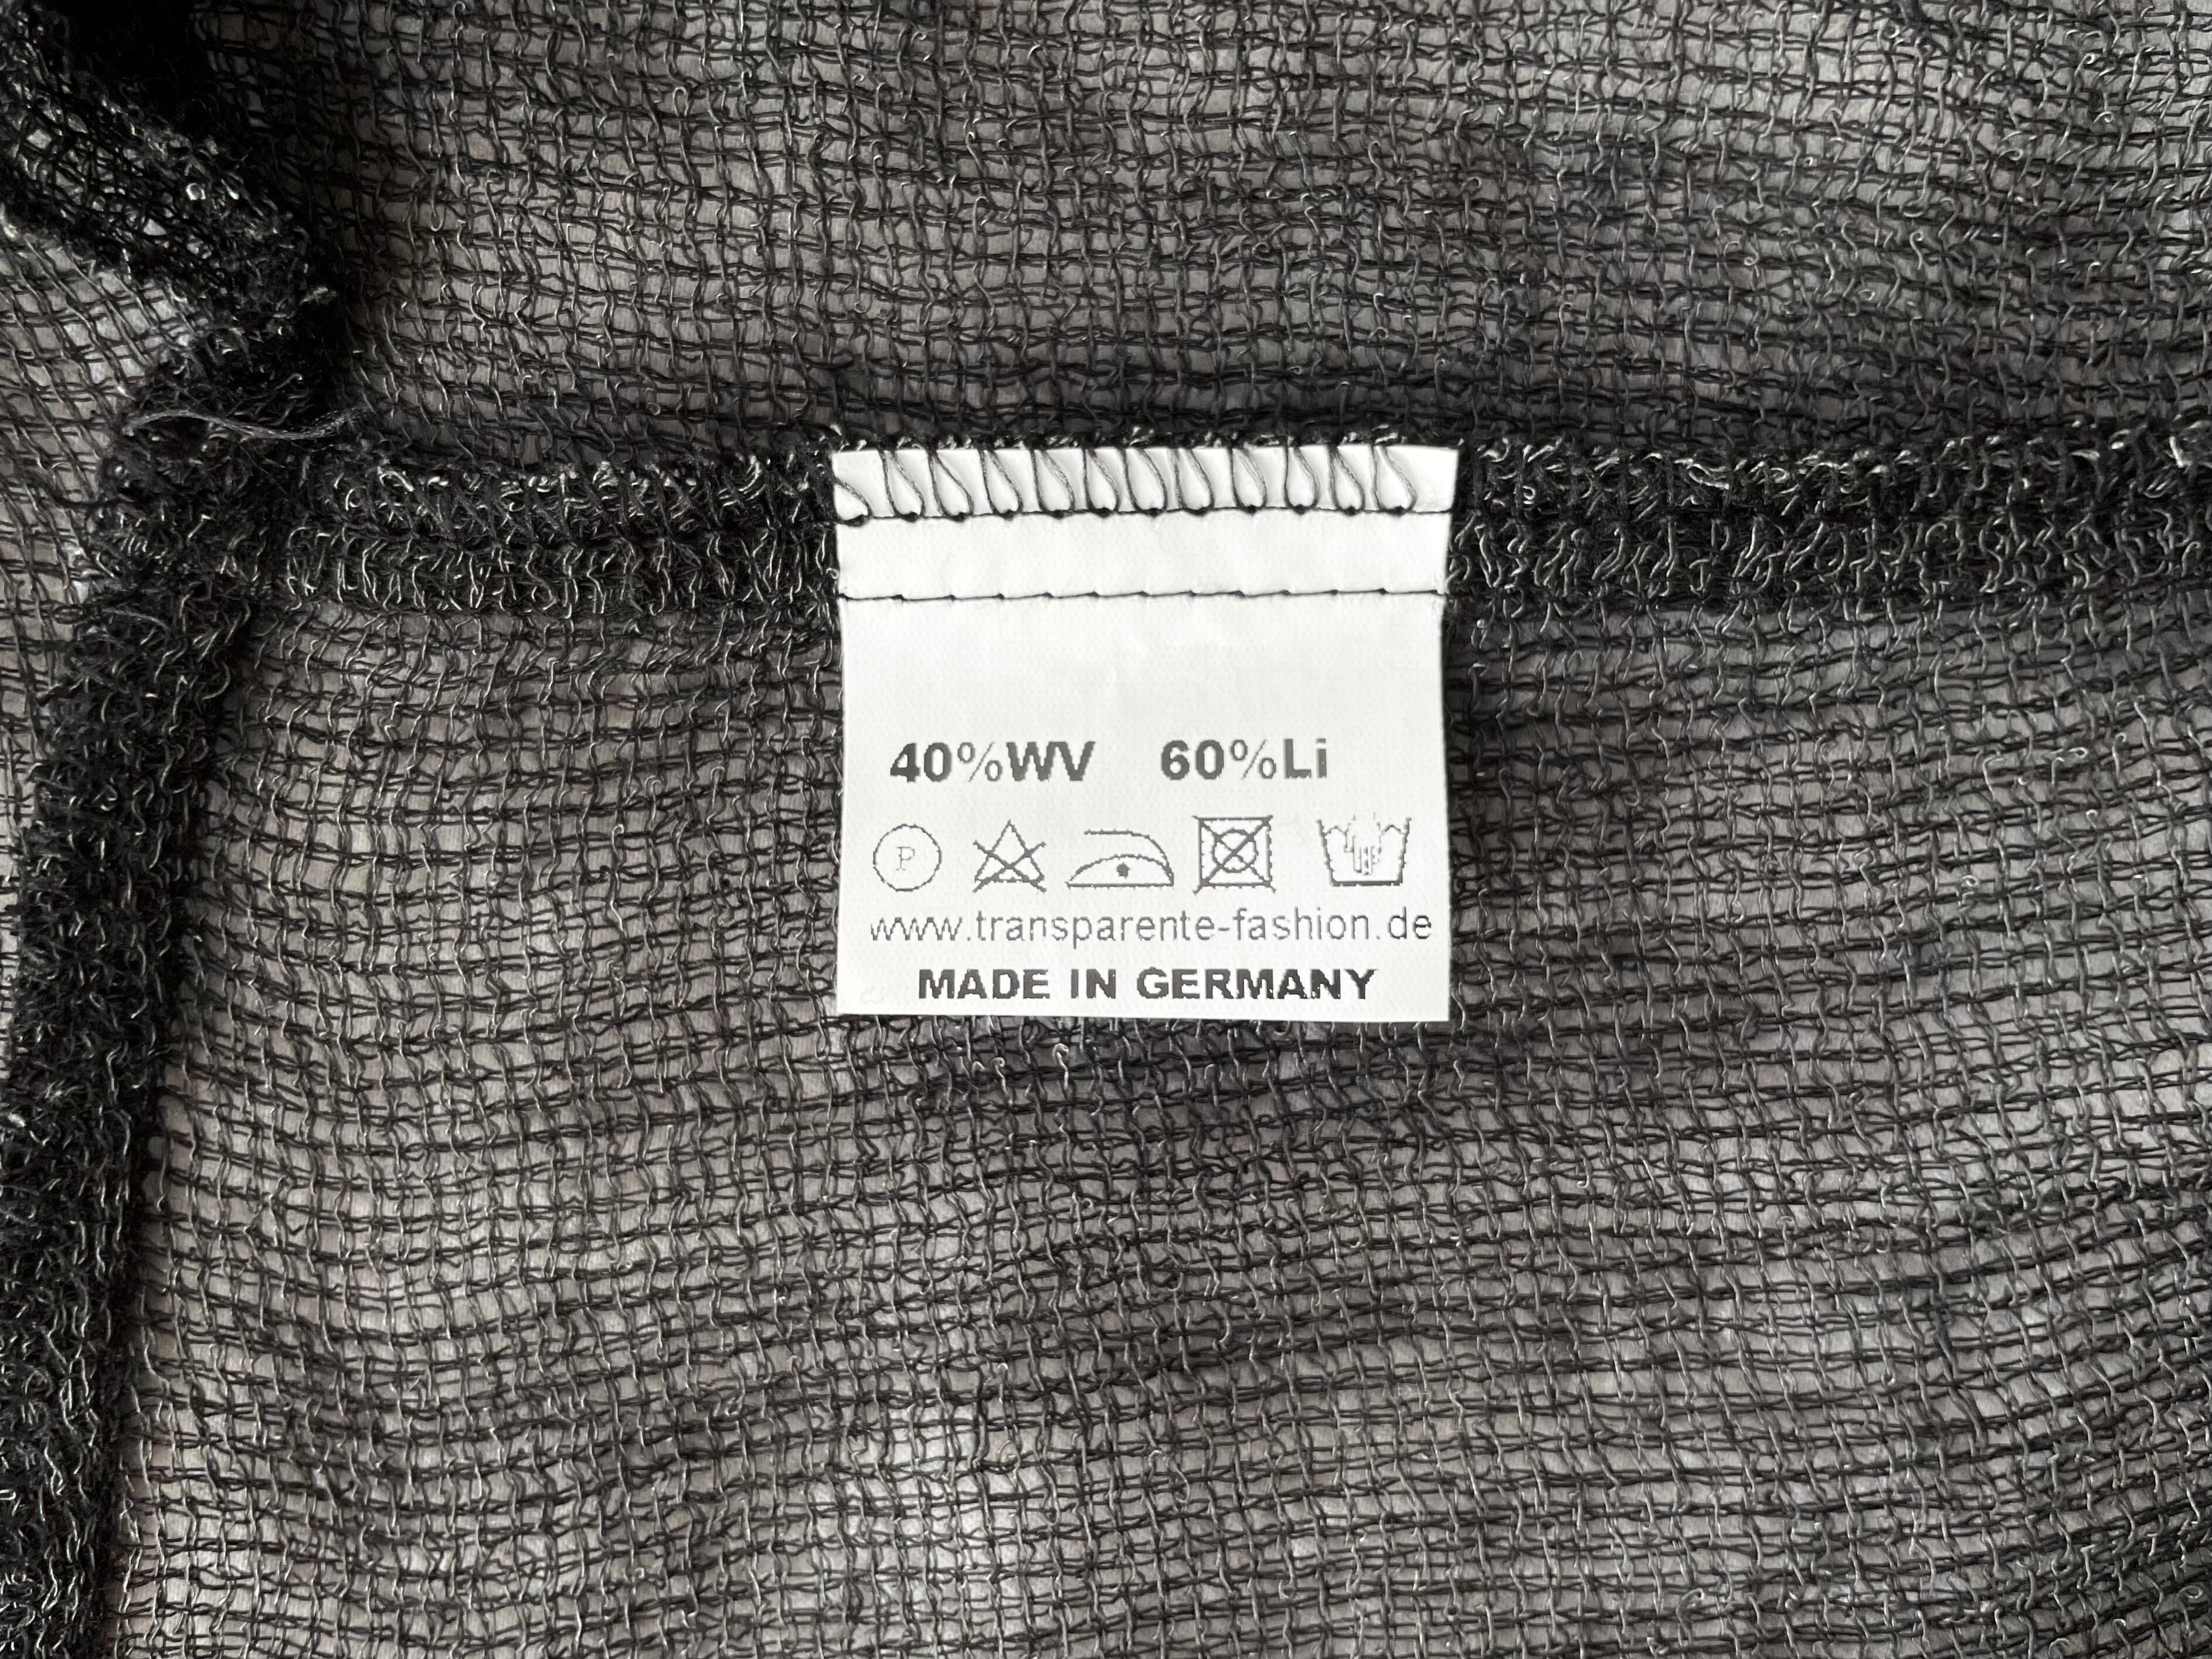 40%WV 60%Li
P
www.transparente-fashion.de
MADE IN GERMANY